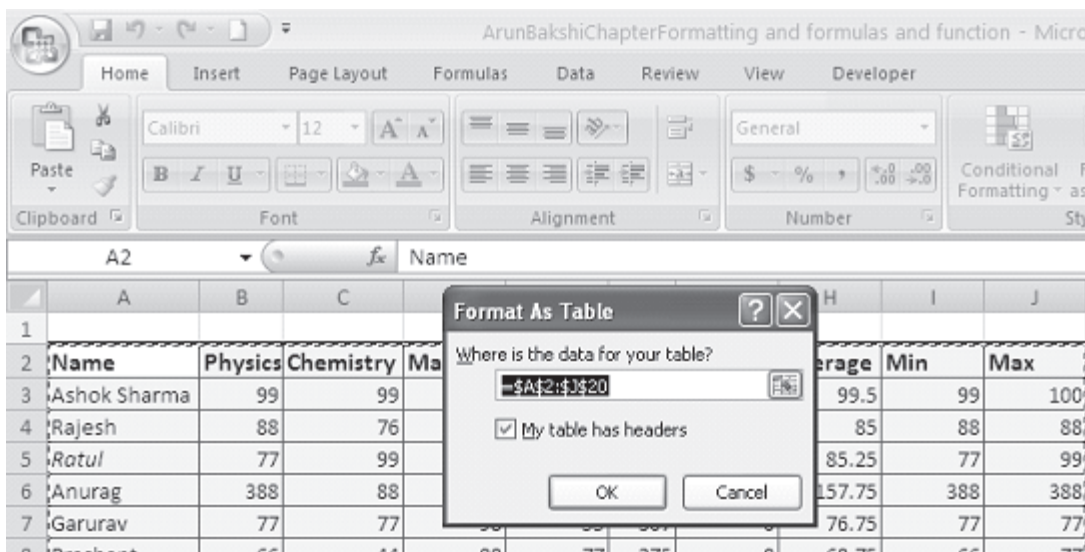 ArunBakshiChapterFormatting and formulas and function - Micro
Home Insert Page Layout Formulas Data Review View Developer
Calibri 12 A A General
Paste B I U A $ % , .00
Conditional
Formatting as
Clipboard Font Alignment Number
A2 fx Name
A B C H I J
1
Format As Table
Where is the data for your table?
=$A$2:$J$20
My table has headers
OK Cancel
2 Name Physics Chemistry Ma erage Min Max
3 Ashok Sharma 99 99 99.5 99 100
4 Rajesh 88 76 85 88 88
5 Ratul 77 99 85.25 77 99
6 Anurag 388 88 157.75 388 388
7 Garurav 77 77 76.75 77 77